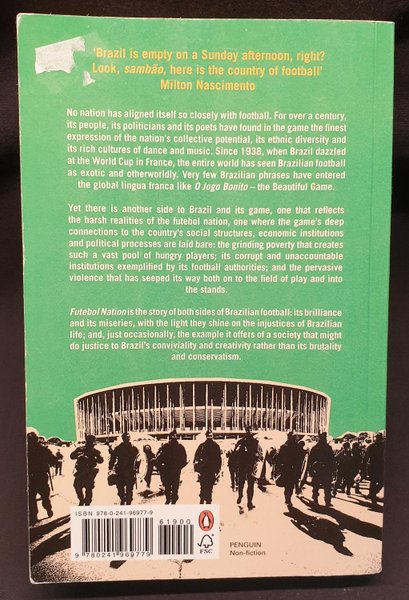 ‘Brazil is empty on a Sunday afternoon, right?
Look, sambão, here is the country of football’
Milton Nascimento
No nation has aligned itself so closely with football. For over a century,
its people, its politicians and its poets have found in the game the finest
expression of the nation's collective potential, its ethnic diversity and
its rich cultures of dance and music. Since 1938, when Brazil dazzled
at the World Cup in France, the entire world has seen Brazilian football
as exotic and otherworldly. Very few Brazilian phrases have entered
the global lingua franca like O Jogo Bonito – the Beautiful Game.
Yet there is another side to Brazil and its game, one that reflects
the harsh realities of the futebol nation, one where the game's deep
connections to the country's social structures, economic institutions
and political processes are laid bare: the grinding poverty that creates
such a vast pool of hungry players; its corrupt and unaccountable
institutions exemplified by its football authorities; and the pervasive
violence that has seeped its way both on to the field of play and into
the stands.
Futebol Nation is the story of both sides of Brazilian football: its brilliance
and its miseries, with the light they shine on the injustices of Brazilian
life; and, just occasionally, the example it offers of a society that might
do justice to Brazil's conviviality and creativity rather than its brutality
and conservatism.
ISBN 978-0-241-96977-9
61900
9 780241 969779
FSC
PENGUIN
Non-fiction